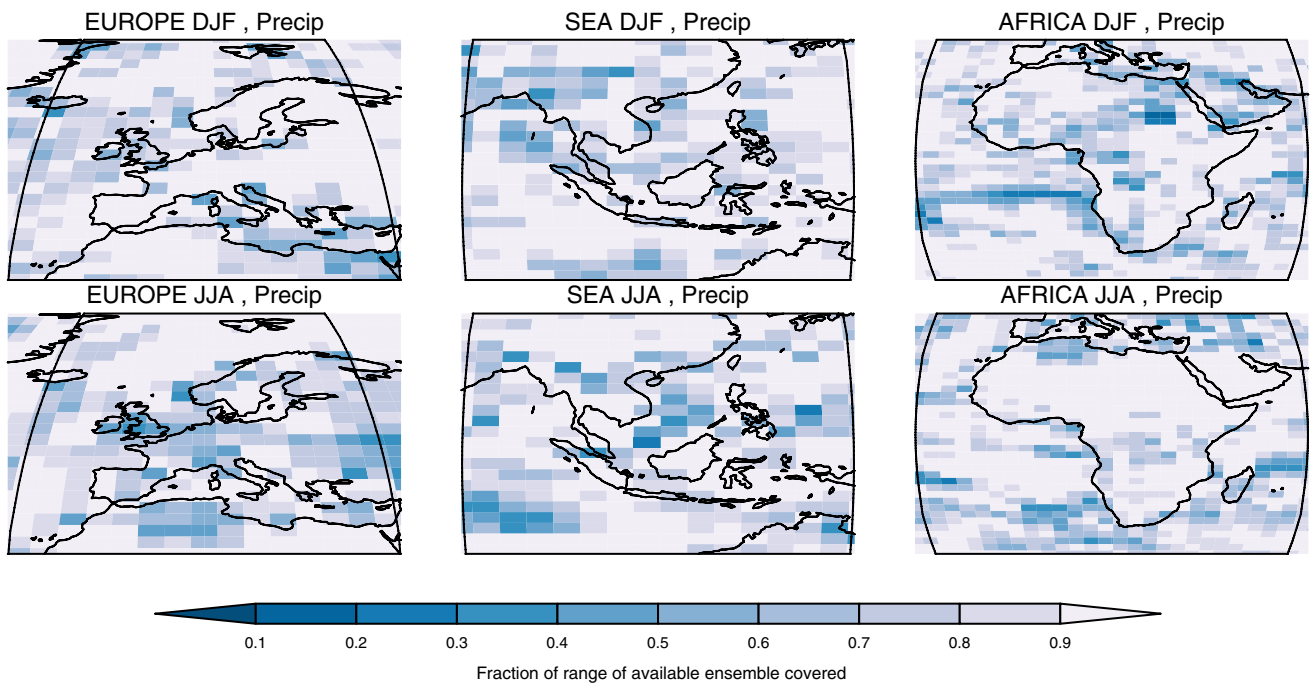 EUROPE DJF , Precip
SEA DJF , Precip
AFRICA DJF , Precip
EUROPE JJA , Precip
SEA JJA , Precip
AFRICA JJA , Precip
0.1 0.2 0.3 0.4 0.5 0.6 0.7 0.8 0.9
Fraction of range of available ensemble covered